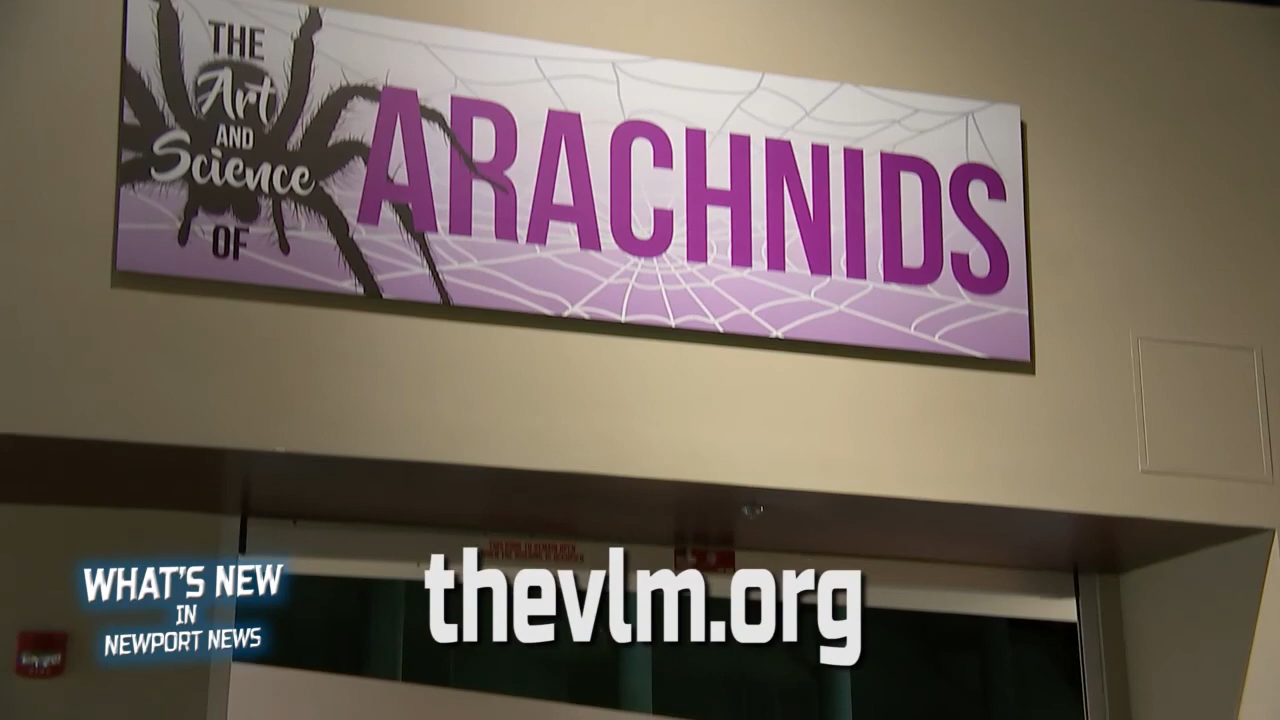 THE
Art
AND
Science
OF
ARACHNIDS
WHAT'S NEW
IN
NEWPORT NEWS
thevlm.org